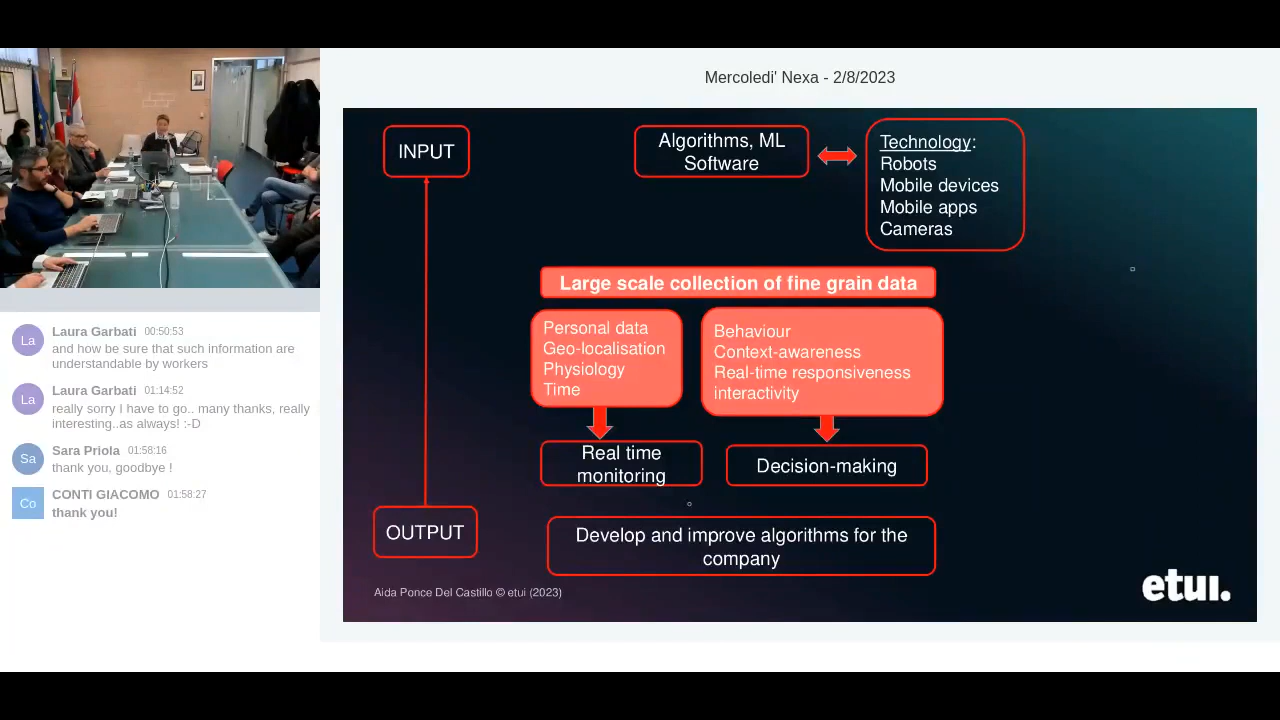 Mercoledi' Nexa - 2/8/2023
INPUT
Algorithms, ML
Software
Technology:
Robots
Mobile devices
Mobile apps
Cameras
Large scale collection of fine grain data
Personal data
Geo-localisation
Physiology
Time
Behaviour
Context-awareness
Real-time responsiveness
interactivity
Real time
monitoring
Decision-making
OUTPUT
Develop and improve algorithms for the
company
Aida Ponce Del Castillo © etui (2023)
etui.
La
Laura Garbati 00:50:53
and how be sure that such information are
understandable by workers
La
Laura Garbati 01:14:52
really sorry I have to go.. many thanks, really
interesting..as always! :-D
Sa
Sara Priola 01:58:16
thank you, goodbye !
Co
CONTI GIACOMO 01:58:27
thank you!